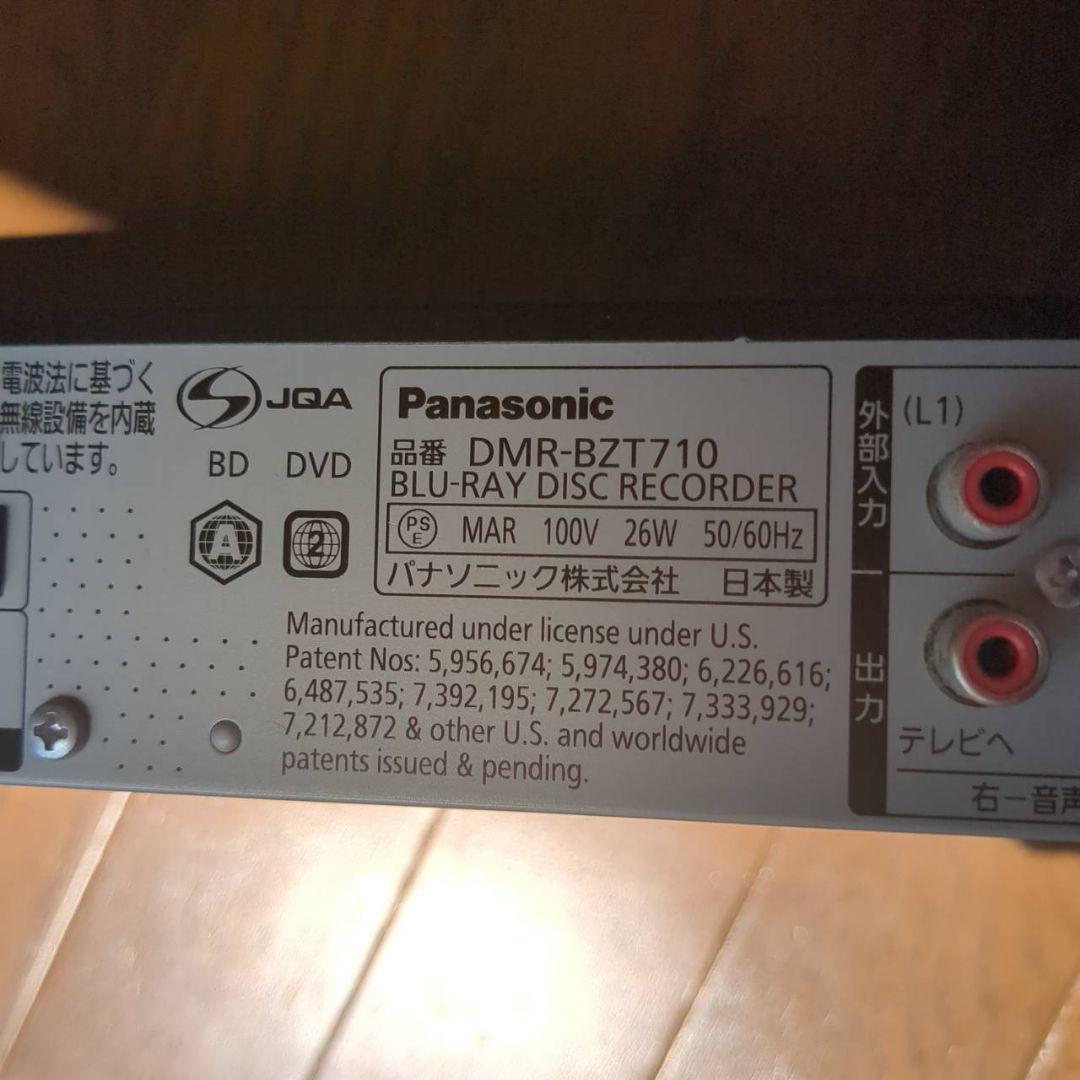 電波法に基づく
無線設備を内蔵
しています。
JQA
BD DVD
A 2
Panasonic
品番 DMR-BZT710
BLU-RAY DISC RECORDER
PSE MAR 100V 26W 50/60Hz
パナソニック株式会社 日本製
Manufactured under license under U.S.
Patent Nos: 5,956,674; 5,974,380; 6,226,616;
6,487,535; 7,392,195; 7,272,567; 7,333,929;
7,212,872 & other U.S. and worldwide
patents issued & pending.
外部入力
(L1)
出力
テレビへ
右ー音声